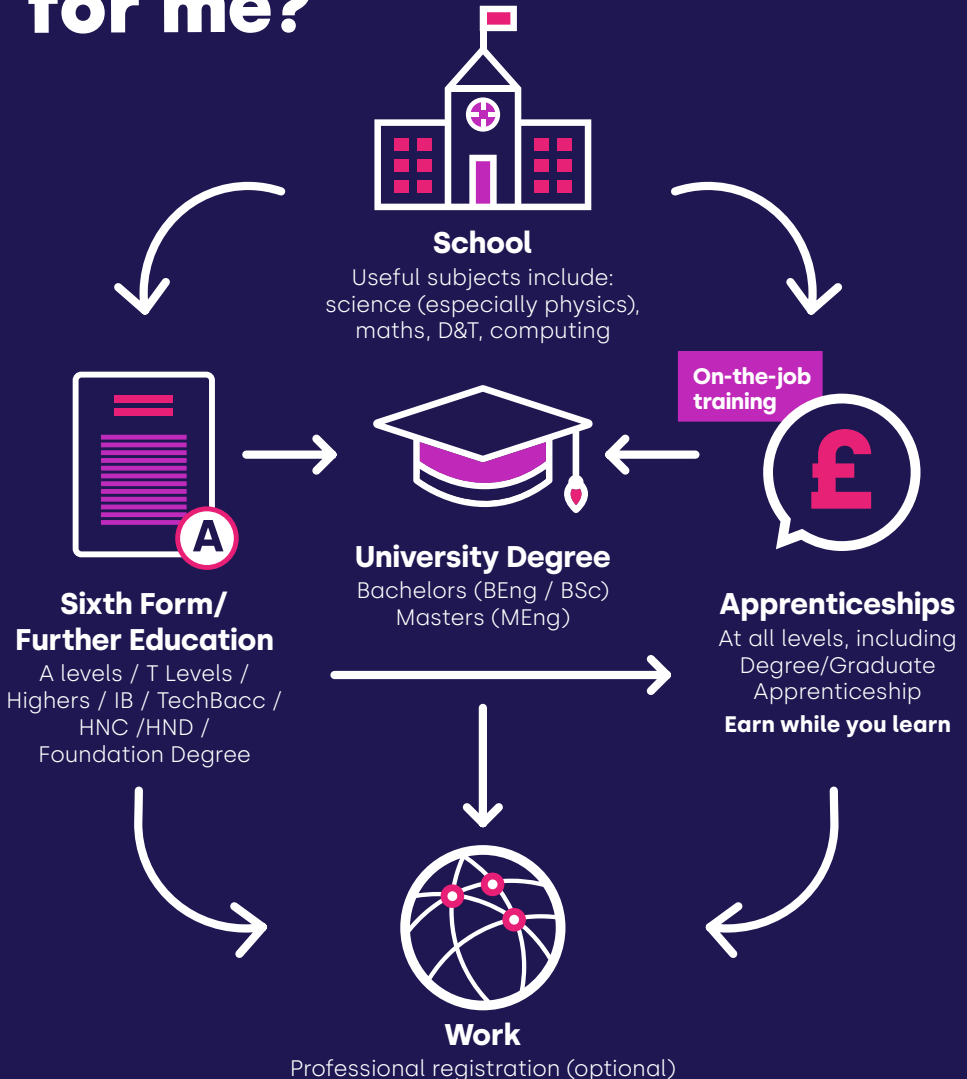 for me?
School
Useful subjects include:
science (especially physics),
maths, D&T, computing
On-the-job
training
£
A
University Degree
Bachelors (BEng / BSc)
Masters (MEng)
Sixth Form/
Further Education
A levels / T Levels /
Highers / IB / TechBacc /
HNC /HND /
Foundation Degree
Apprenticeships
At all levels, including
Degree/Graduate
Apprenticeship
Earn while you learn
Work
Professional registration (optional)